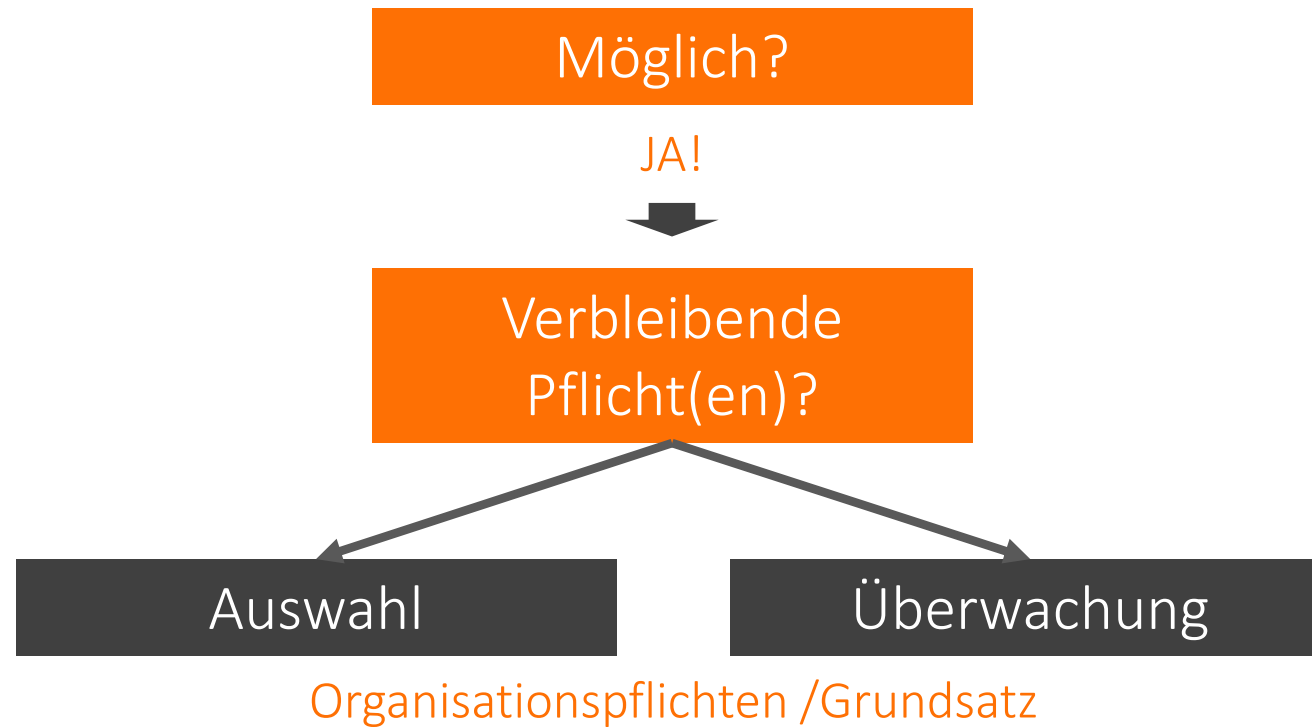 Möglich?
JA!
Verbleibende
Pflicht(en)?
Auswahl
Überwachung
Organisationspflichten /Grundsatz